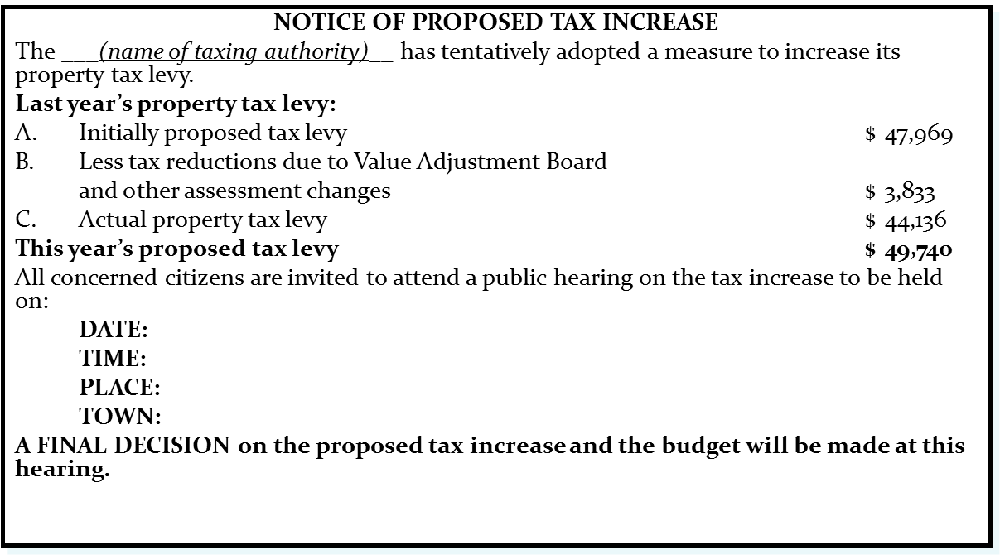 NOTICE OF PROPOSED TAX INCREASE
The ___(name of taxing authority)__ has tentatively adopted a measure to increase its
property tax levy.
Last year’s property tax levy:
A. Initially proposed tax levy $ 47,969
B. Less tax reductions due to Value Adjustment Board
and other assessment changes $ 3,833
C. Actual property tax levy $ 44,136
This year’s proposed tax levy $ 49,740
All concerned citizens are invited to attend a public hearing on the tax increase to be held
on:
DATE:
TIME:
PLACE:
TOWN:
A FINAL DECISION on the proposed tax increase and the budget will be made at this
hearing.